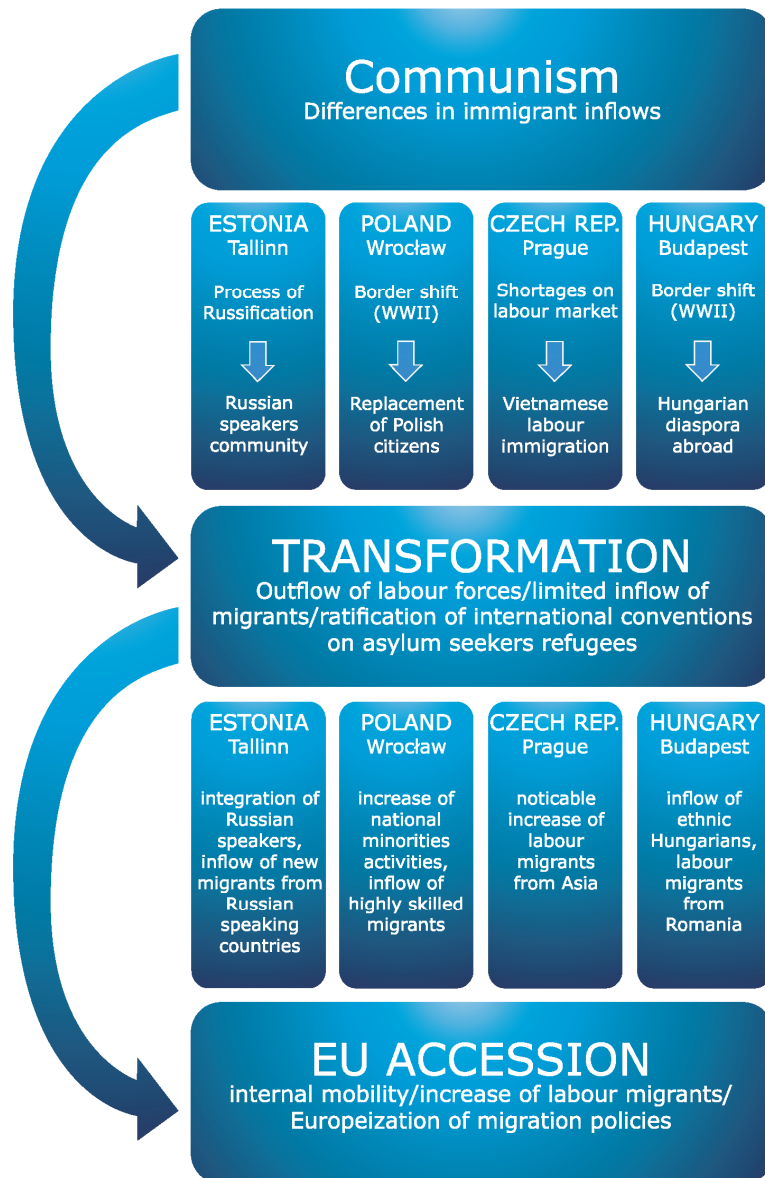 Communism
Differences in immigrant inflows
ESTONIA
Tallinn
Process of
Russification
Russian
speakers
community
POLAND
Wrocław
Border shift
(WWII)
Replacement
of Polish
citizens
CZECH REP.
Prague
Shortages on
labour market
Vietnamese
labour
immigration
HUNGARY
Budapest
Border shift
(WWII)
Hungarian
diaspora
abroad
TRANSFORMATION
Outflow of labour forces/limited inflow of
migrants/ratification of international conventions
on asylum seekers refugees
ESTONIA
Tallinn
integration of
Russian
speakers,
inflow of new
migrants from
Russian
speaking
countries
POLAND
Wrocław
increase of
national
minorities
activities,
inflow of
highly skilled
migrants
CZECH REP.
Prague
noticable
increase of
labour
migrants
from Asia
HUNGARY
Budapest
inflow of
ethnic
Hungarians,
labour
migrants
from
Romania
EU ACCESSION
internal mobility/increase of labour migrants/
Europeization of migration policies